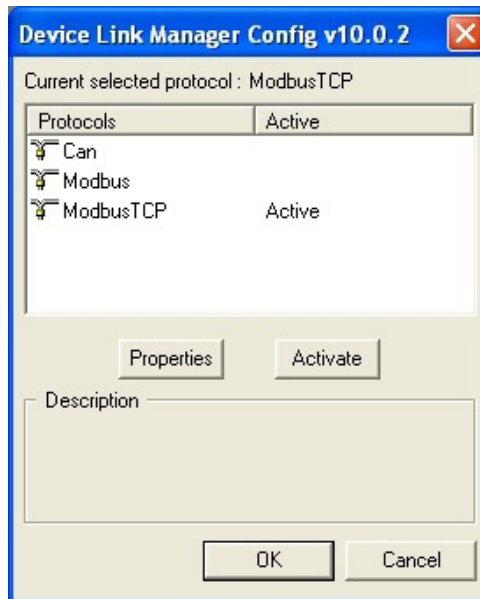 Device Link Manager Config v10.0.2
Current selected protocol : ModbusTCP
Protocols Active
Can
Modbus
ModbusTCP Active
Properties Activate
Description
OK Cancel